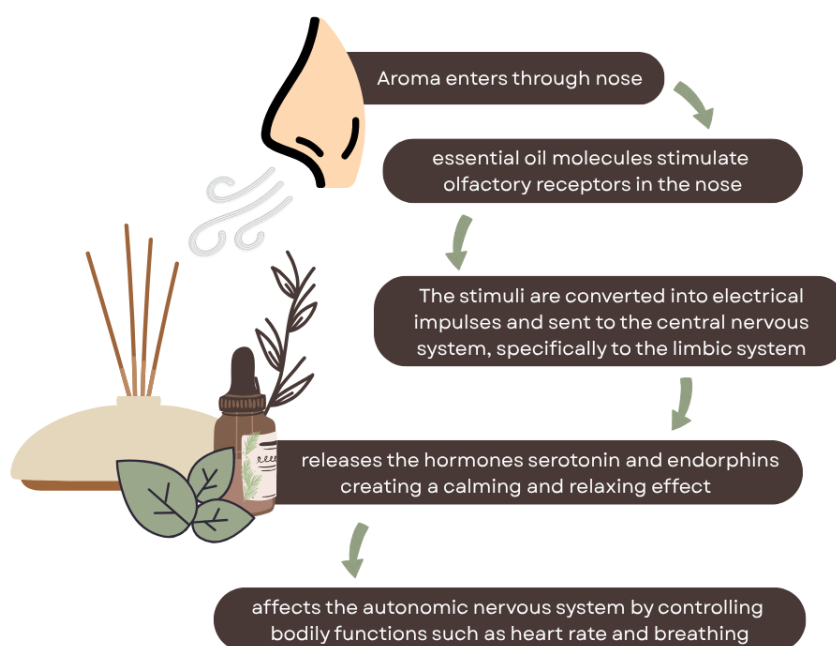 Aroma enters through nose
essential oil molecules stimulate
olfactory receptors in the nose
The stimuli are converted into electrical
impulses and sent to the central nervous
system, specifically to the limbic system
releases the hormones serotonin and endorphins
creating a calming and relaxing effect
affects the autonomic nervous system by controlling
bodily functions such as heart rate and breathing